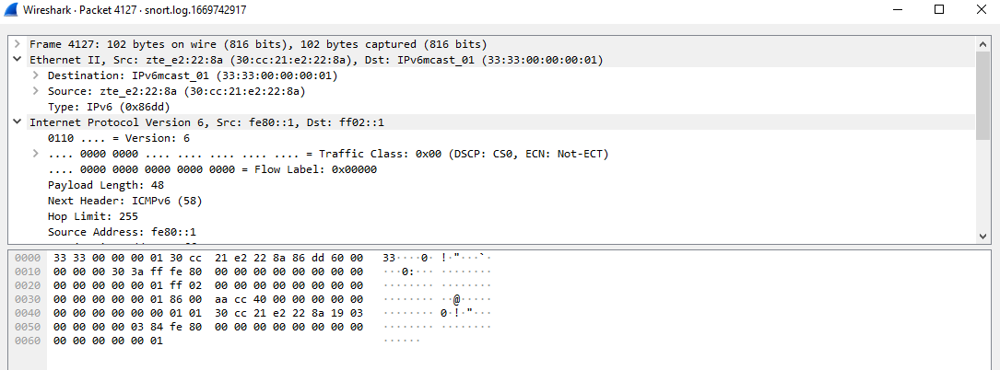 Wireshark · Packet 4127 · snort.log.1669742917
Frame 4127: 102 bytes on wire (816 bits), 102 bytes captured (816 bits)
Ethernet II, Src: zte_e2:22:8a (30:cc:21:e2:22:8a), Dst: IPv6mcast_01 (33:33:00:00:00:01)
Destination: IPv6mcast_01 (33:33:00:00:00:01)
Source: zte_e2:22:8a (30:cc:21:e2:22:8a)
Type: IPv6 (0x86dd)
Internet Protocol Version 6, Src: fe80::1, Dst: ff02::1
0110 .... = Version: 6
.... 0000 0000 .... .... .... .... .... = Traffic Class: 0x00 (DSCP: CS0, ECN: Not-ECT)
.... 0000 0000 0000 0000 0000 = Flow Label: 0x00000
Payload Length: 48
Next Header: ICMPv6 (58)
Hop Limit: 255
Source Address: fe80::1
0000 33 33 00 00 00 01 30 cc 21 e2 22 8a 86 dd 60 00 33····0· !·"···`·
0010 00 00 00 30 3a ff fe 80 00 00 00 00 00 00 00 00 ···0:··· ········
0020 00 00 00 00 00 01 ff 02 00 00 00 00 00 00 00 00 ········ ········
0030 00 00 00 00 00 01 86 00 aa cc 40 00 00 00 00 00 ········ ··@·····
0040 00 00 00 00 00 00 01 01 30 cc 21 e2 22 8a 19 03 ········ 0·!·"···
0050 00 00 00 00 03 84 fe 80 00 00 00 00 00 00 00 00 ········ ········
0060 00 00 00 00 00 01 ······